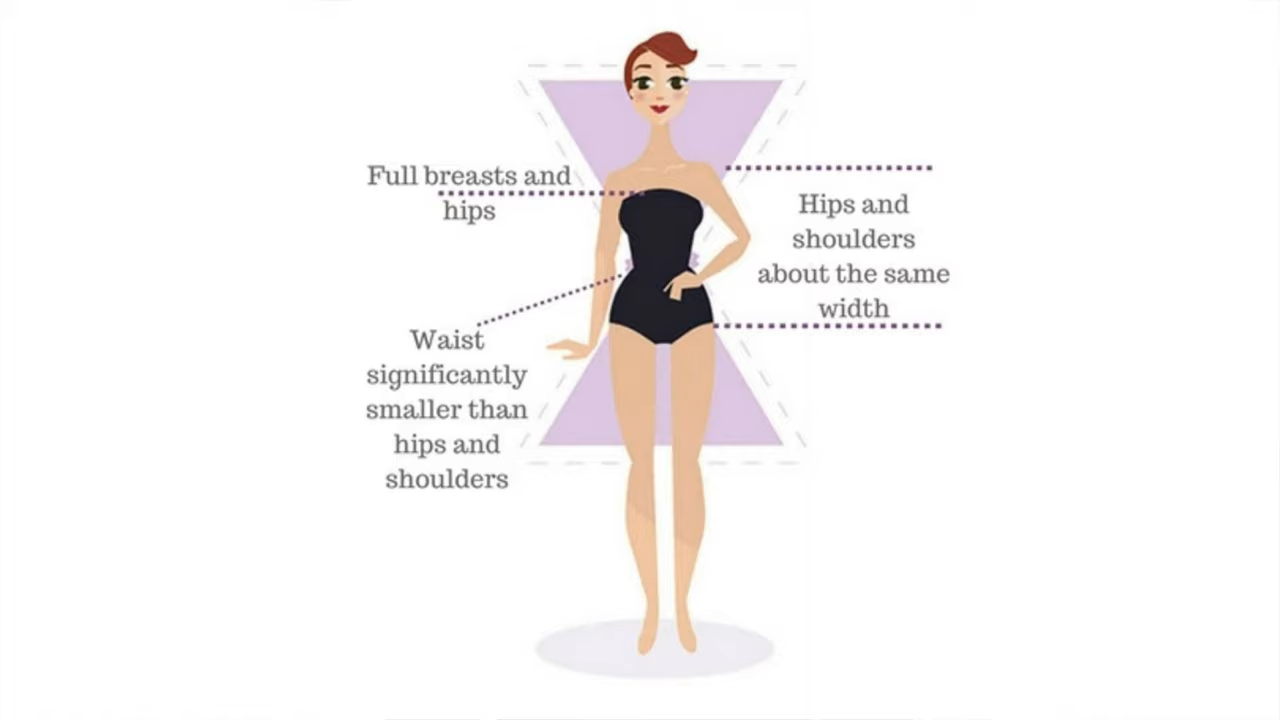 Full breasts and
hips
Waist
significantly
smaller than
hips and
shoulders
Hips and
shoulders
about the same
width